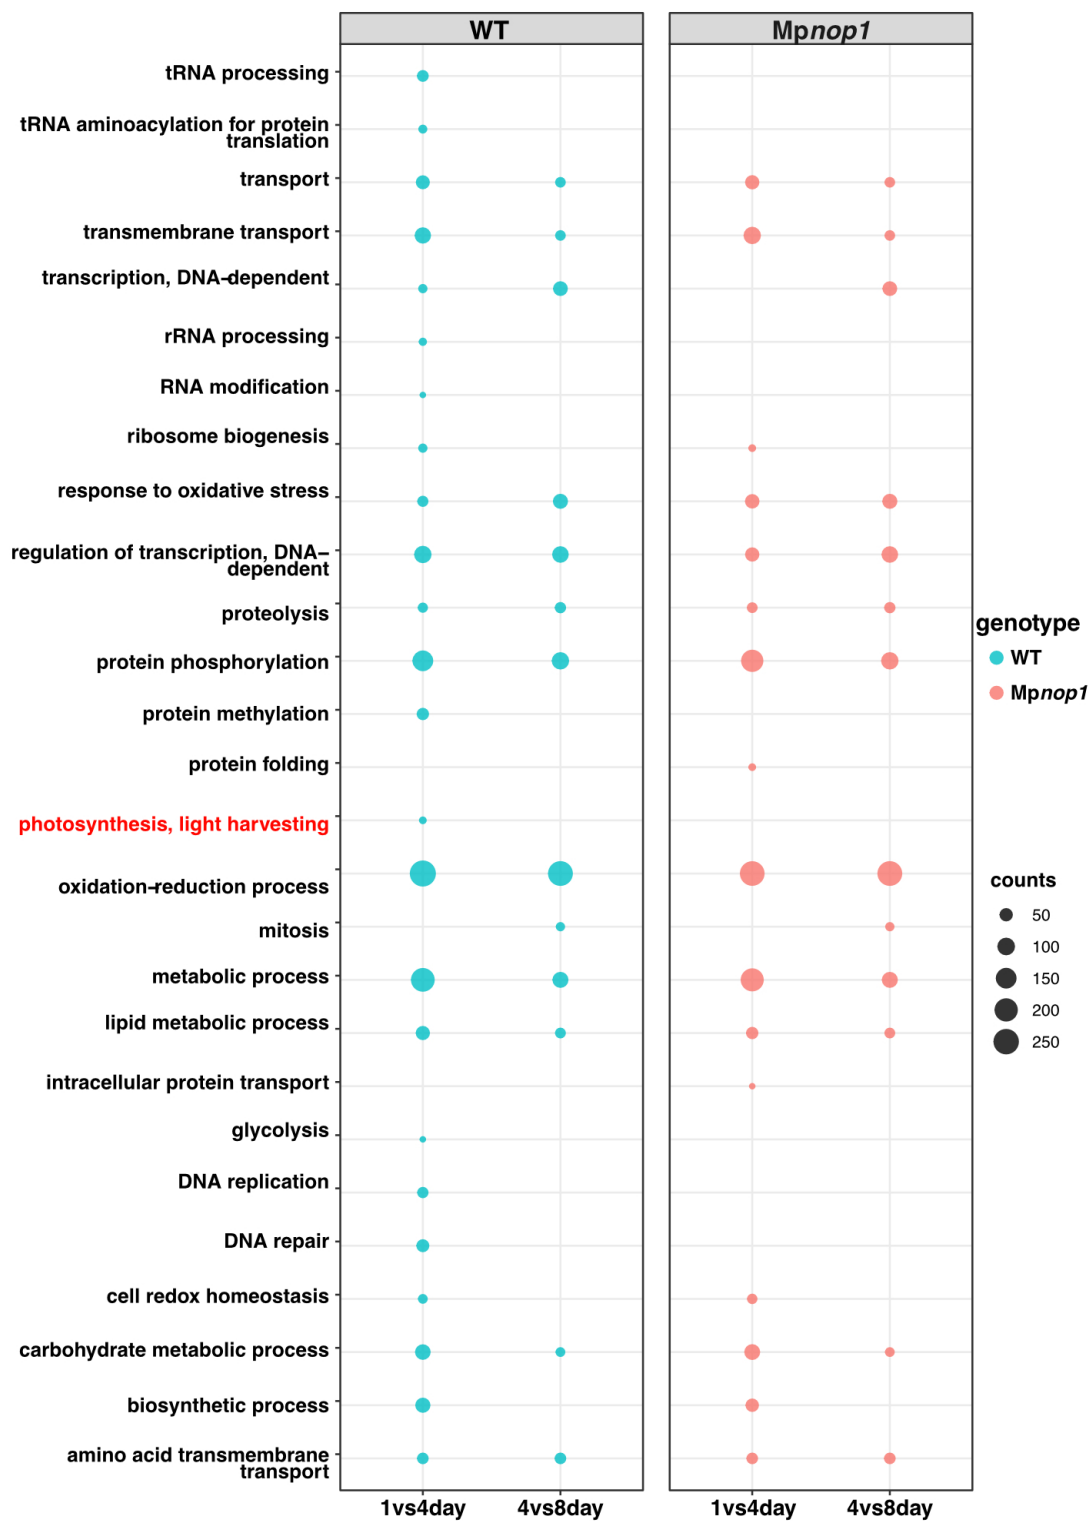 WT
Mpnop1
tRNA processing
tRNA aminoacylation for protein
translation
transport
transmembrane transport
transcription, DNA-dependent
rRNA processing
RNA modification
ribosome biogenesis
response to oxidative stress
regulation of transcription, DNA-
dependent
proteolysis
protein phosphorylation
protein methylation
protein folding
photosynthesis, light harvesting
oxidation-reduction process
mitosis
metabolic process
lipid metabolic process
intracellular protein transport
glycolysis
DNA replication
DNA repair
cell redox homeostasis
carbohydrate metabolic process
biosynthetic process
amino acid transmembrane
transport
1vs4day
4vs8day
1vs4day
4vs8day
genotype
WT
Mpnop1
counts
50
100
150
200
250